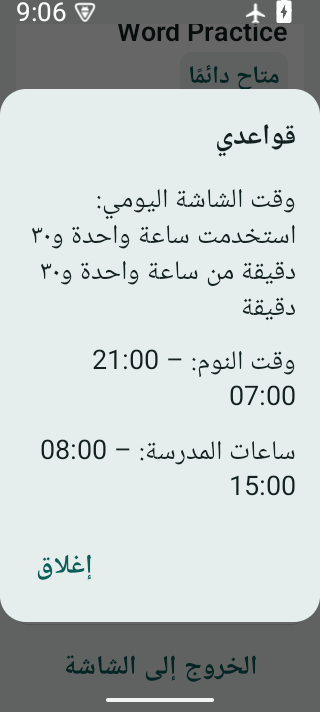 9:06
Word Practice
متاح دائمًا
قواعدي
وقت الشاشة اليومي:
استخدمت ساعة واحدة و٣٠
دقيقة من ساعة واحدة و٣٠
دقيقة
وقت النوم: 21:00 –
07:00
ساعات المدرسة: 08:00 –
15:00
إغلاق
الخروج إلى الشاشة